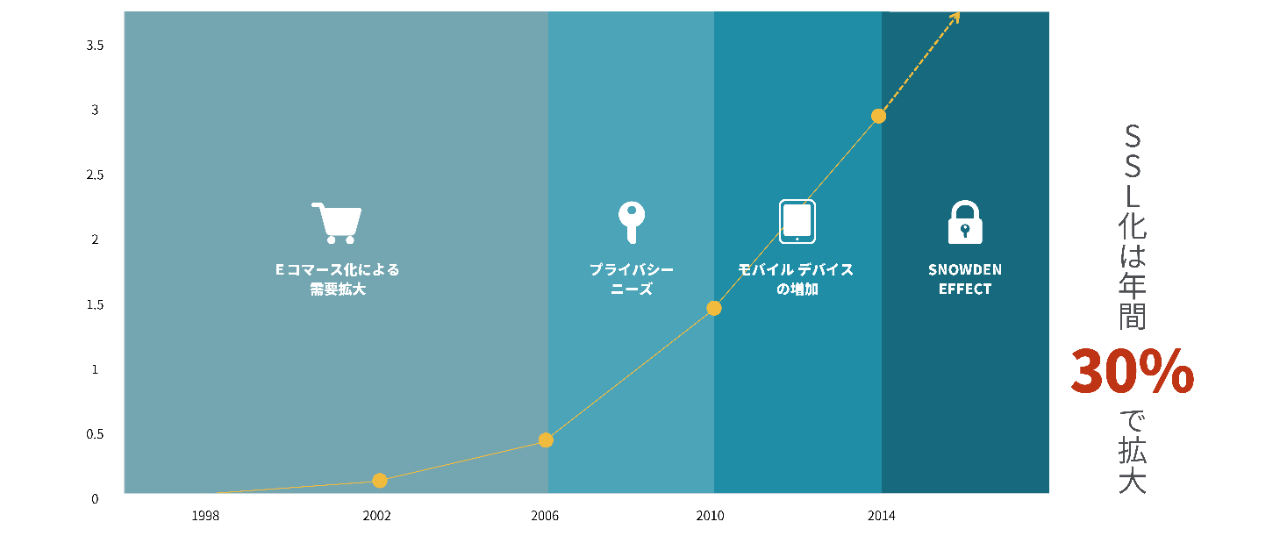 3.5
3
2.5
2
1.5
1
0.5
0
Eコマース化による
需要拡大
プライバシー
ニーズ
モバイル デバイス
の増加
SNOWDEN
EFFECT
1998
2002
2006
2010
2014
SSL化は年間
30%
で拡大